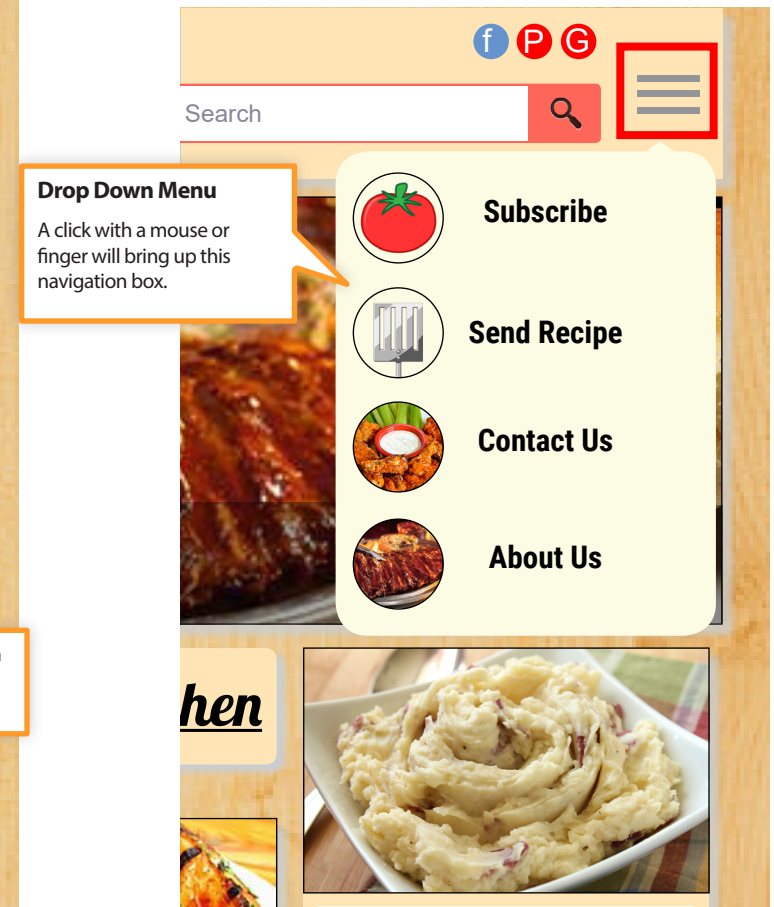 f P G
Search
Drop Down Menu
A click with a mouse or
finger will bring up this
navigation box.
Subscribe
Send Recipe
Contact Us
About Us
hen